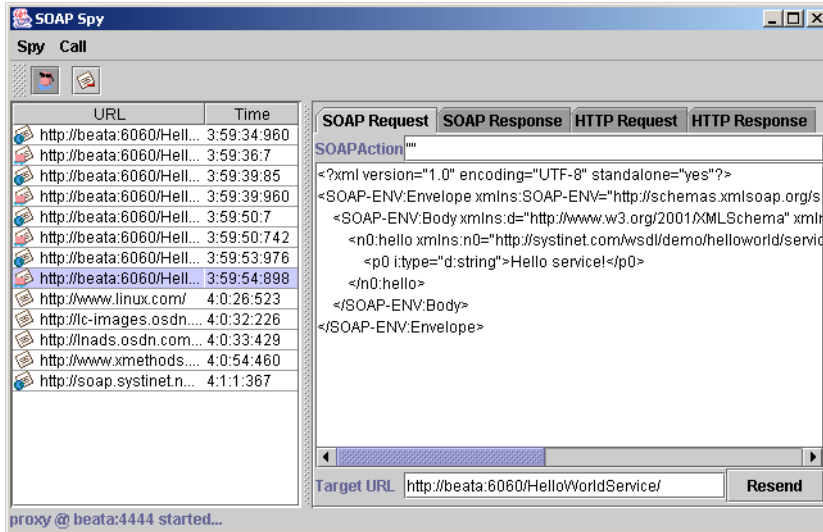 SOAP Spy
Spy Call
URL Time
http://beata:6060/Hell... 3:59:34:960
http://beata:6060/Hell... 3:59:36:7
http://beata:6060/Hell... 3:59:39:85
http://beata:6060/Hell... 3:59:39:960
http://beata:6060/Hell... 3:59:50:7
http://beata:6060/Hell... 3:59:50:742
http://beata:6060/Hell... 3:59:53:976
http://beata:6060/Hell... 3:59:54:898
http://www.linux.com/ 4:0:26:523
http://lc-images.osdn.... 4:0:32:226
http://lnads.osdn.com... 4:0:33:429
http://www.xmethods.... 4:0:54:460
http://soap.systinet.n... 4:1:1:367
SOAP Request SOAP Response HTTP Request HTTP Response
SOAPAction ""
<?xml version="1.0" encoding="UTF-8" standalone="yes"?>
<SOAP-ENV:Envelope xmlns:SOAP-ENV="http://schemas.xmlsoap.org/s
<SOAP-ENV:Body xmlns:d="http://www.w3.org/2001/XMLSchema" xmln
<n0:hello xmlns:n0="http://systinet.com/wsdl/demo/helloworld/servic
<p0 i:type="d:string">Hello service!</p0>
</n0:hello>
</SOAP-ENV:Body>
</SOAP-ENV:Envelope>
Target URL http://beata:6060/HelloWorldService/ Resend
proxy @ beata:4444 started...